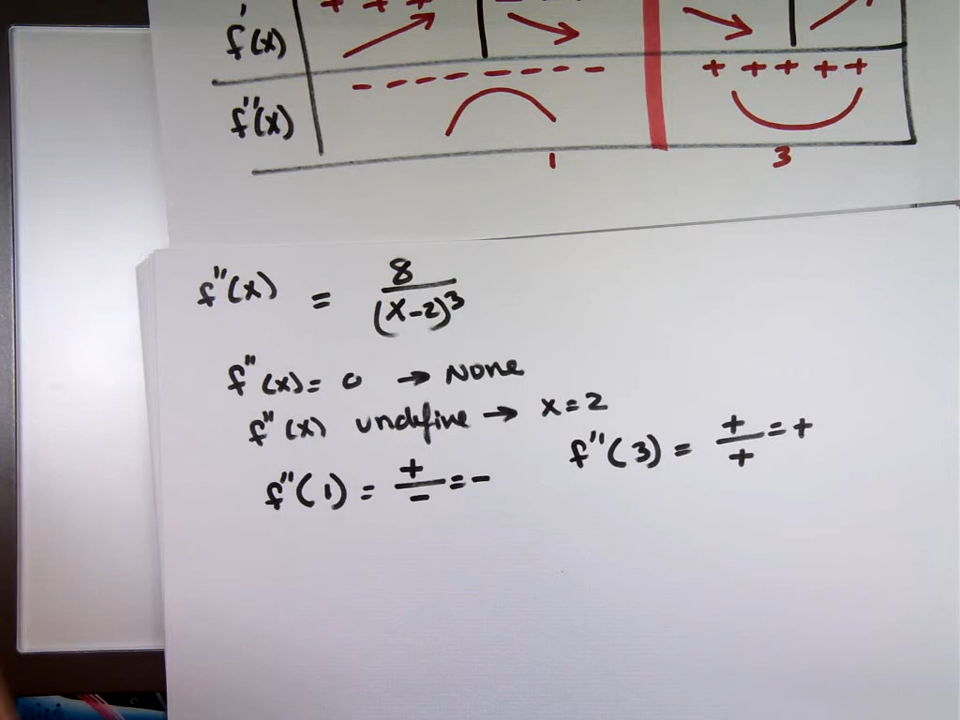 + + +
f'(x)
f''(x) - - - - - - - - + + + + +
1 3
f''(x) = 8/(x-2)^3
f''(x) = 0 → None
f''(x) undefine → x = 2
f''(1) = +/- = - f''(3) = +/+ = +